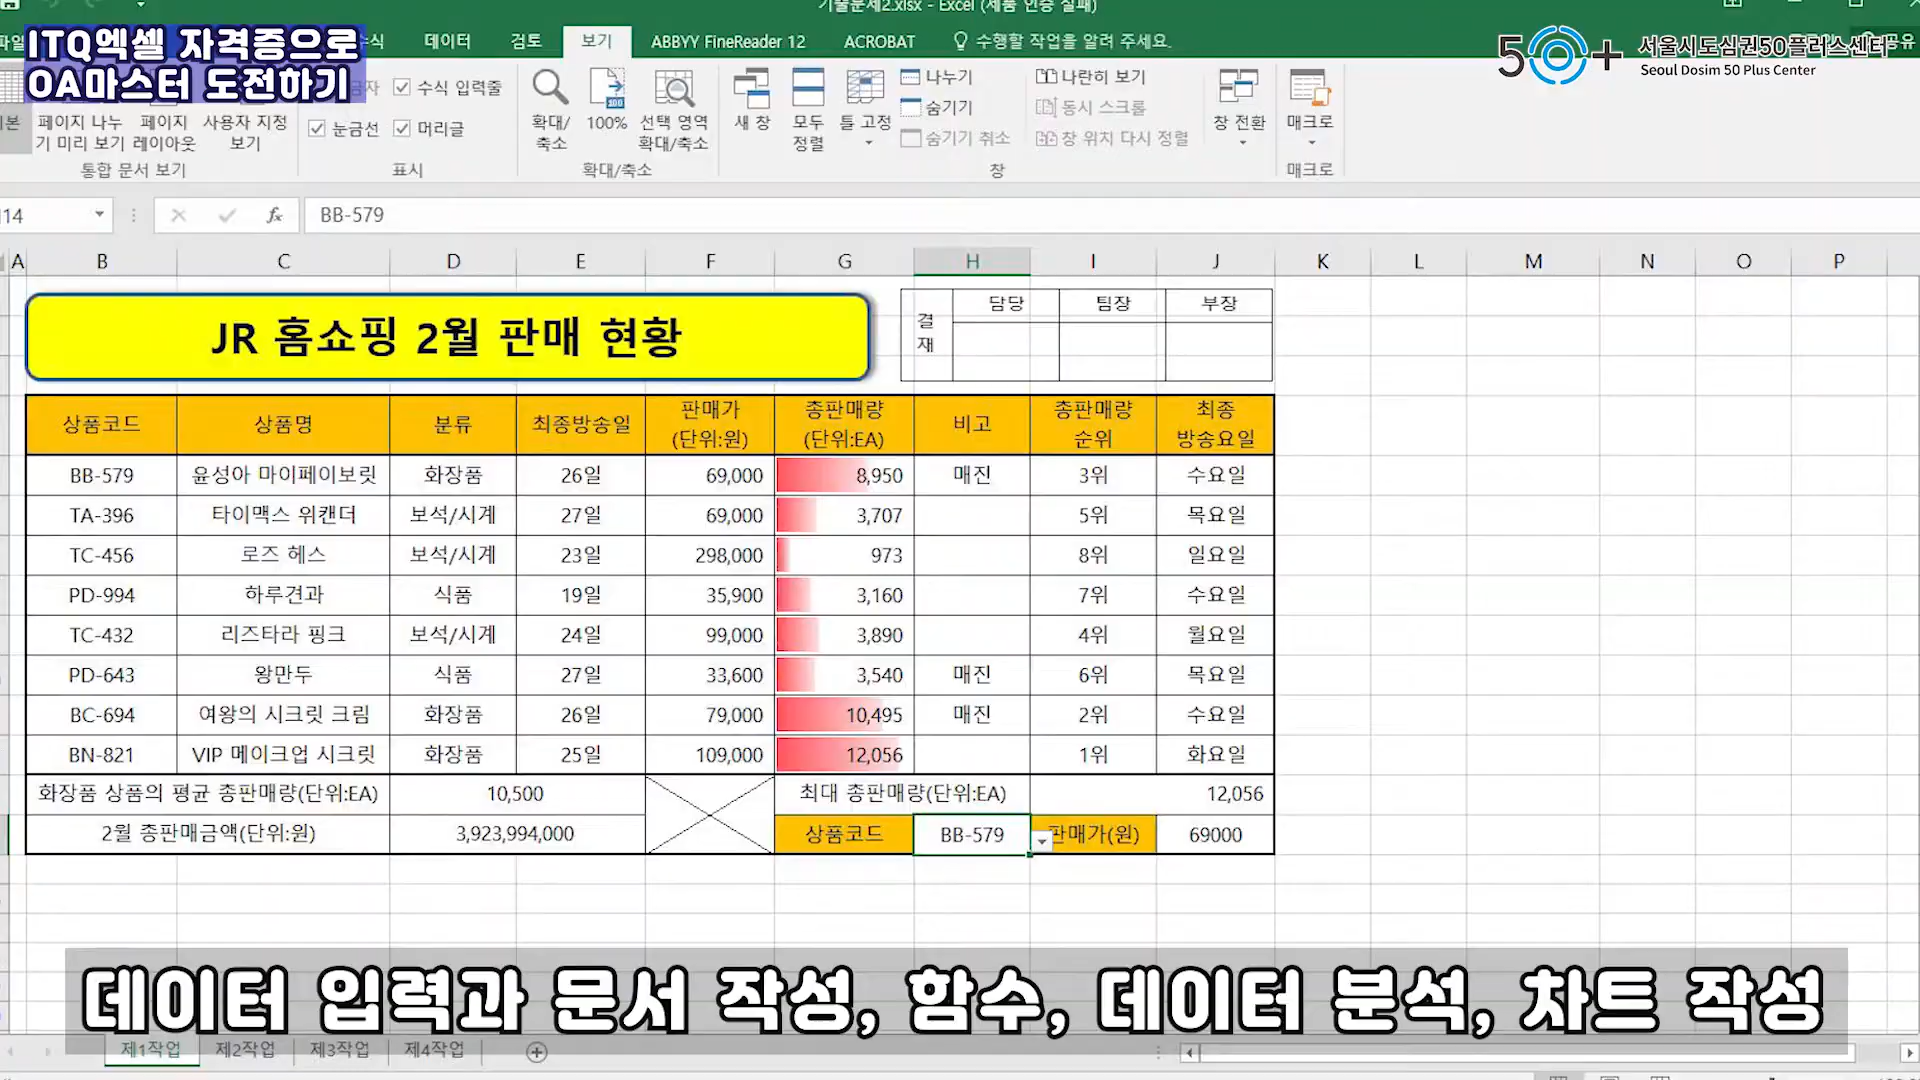 기출문제2.xlsx - Excel (제품 인증 실패)
ITQ엑셀 자격증으로
OA마스터 도전하기
데이터 검토 보기 ABBYY FineReader 12 ACROBAT 수행할 작업을 알려 주세요.
50+ 서울시도심권50플러스센터
Seoul Dosim 50 Plus Center
기본
페이지 나누기 미리 보기
페이지 레이아웃
사용자 지정 보기
통합 문서 보기
수식 입력줄
눈금선 머리글
표시
확대/축소
100%
선택 영역 확대/축소
확대/축소
새 창
모두 정렬
틀 고정
나누기
숨기기
숨기기 취소
나란히 보기
동시 스크롤
창 위치 다시 정렬
창 전환
창
매크로
매크로
H14 fx BB-579
A B C D E F G H I J K L M N O P
JR 홈쇼핑 2월 판매 현황
결재 담당 팀장 부장
상품코드 상품명 분류 최종방송일 판매가(단위:원) 총판매량(단위:EA) 비고 총판매량 순위 최종 방송요일
BB-579 윤성아 마이페이보릿 화장품 26일 69,000 8,950 매진 3위 수요일
TA-396 타이맥스 위캔더 보석/시계 27일 69,000 3,707 5위 목요일
TC-456 로즈 헤스 보석/시계 23일 298,000 973 8위 일요일
PD-994 하루견과 식품 19일 35,900 3,160 7위 수요일
TC-432 리즈타라 핑크 보석/시계 24일 99,000 3,890 4위 월요일
PD-643 왕만두 식품 27일 33,600 3,540 매진 6위 목요일
BC-694 여왕의 시크릿 크림 화장품 26일 79,000 10,495 매진 2위 수요일
BN-821 VIP 메이크업 시크릿 화장품 25일 109,000 12,056 1위 화요일
화장품 상품의 평균 총판매량(단위:EA) 10,500 최대 총판매량(단위:EA) 12,056
2월 총판매금액(단위:원) 3,923,994,000 상품코드 BB-579 판매가(원) 69000
데이터 입력과 문서 작성, 함수, 데이터 분석, 차트 작성
제1작업 제2작업 제3작업 제4작업